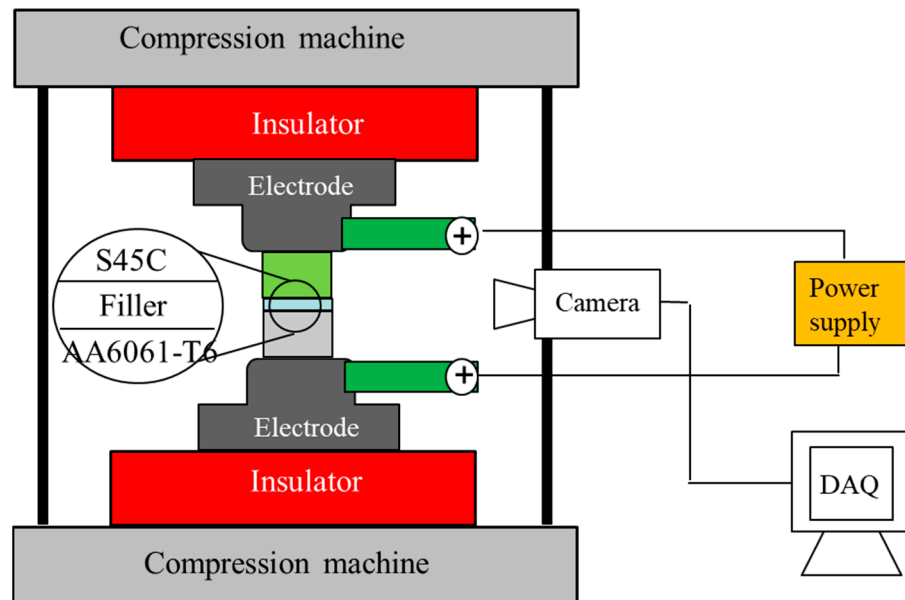 Compression machine
Insulator
Electrode
+
S45C
Filler
AA6061-T6
Camera
Power
supply
+
Electrode
Insulator
DAQ
Compression machine